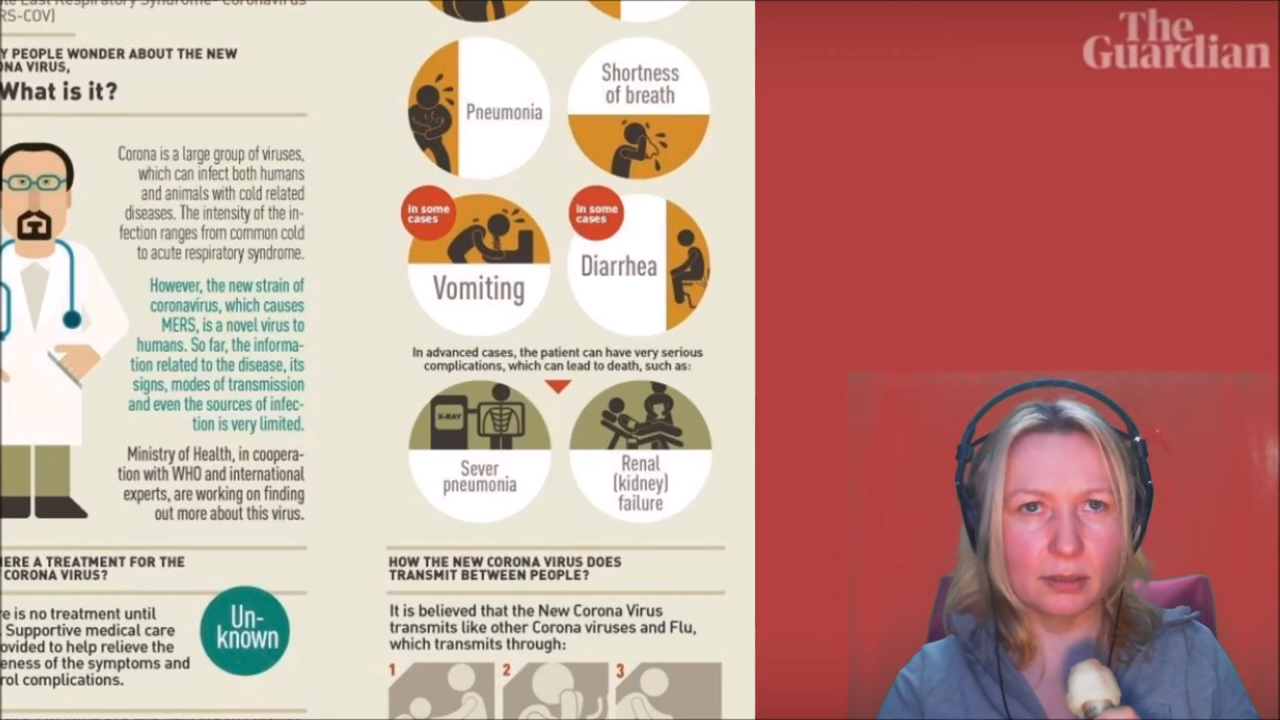 le East Respiratory Syndrome- Coronavirus
RS-COV)
Y PEOPLE WONDER ABOUT THE NEW
ONA VIRUS,
What is it?
Corona is a large group of viruses,
which can infect both humans
and animals with cold related
diseases. The intensity of the in-
fection ranges from common cold
to acute respiratory syndrome.
However, the new strain of
coronavirus, which causes
MERS, is a novel virus to
humans. So far, the informa-
tion related to the disease, its
signs, modes of transmission
and even the sources of infec-
tion is very limited.
Ministry of Health, in coopera-
tion with WHO and international
experts, are working on finding
out more about this virus.
HERE A TREATMENT FOR THE
CORONA VIRUS?
re is no treatment until
. Supportive medical care
ovided to help relieve the
eness of the symptoms and
rol complications.
Un-
known
Pneumonia
Shortness
of breath
in some
cases
Vomiting
in some
cases
Diarrhea
In advanced cases, the patient can have very serious
complications, which can lead to death, such as:
X-RAY
Sever
pneumonia
Renal
(kidney)
failure
HOW THE NEW CORONA VIRUS DOES
TRANSMIT BETWEEN PEOPLE?
It is believed that the New Corona Virus
transmits like other Corona viruses and Flu,
which transmits through:
1
2
3
The
Guardian